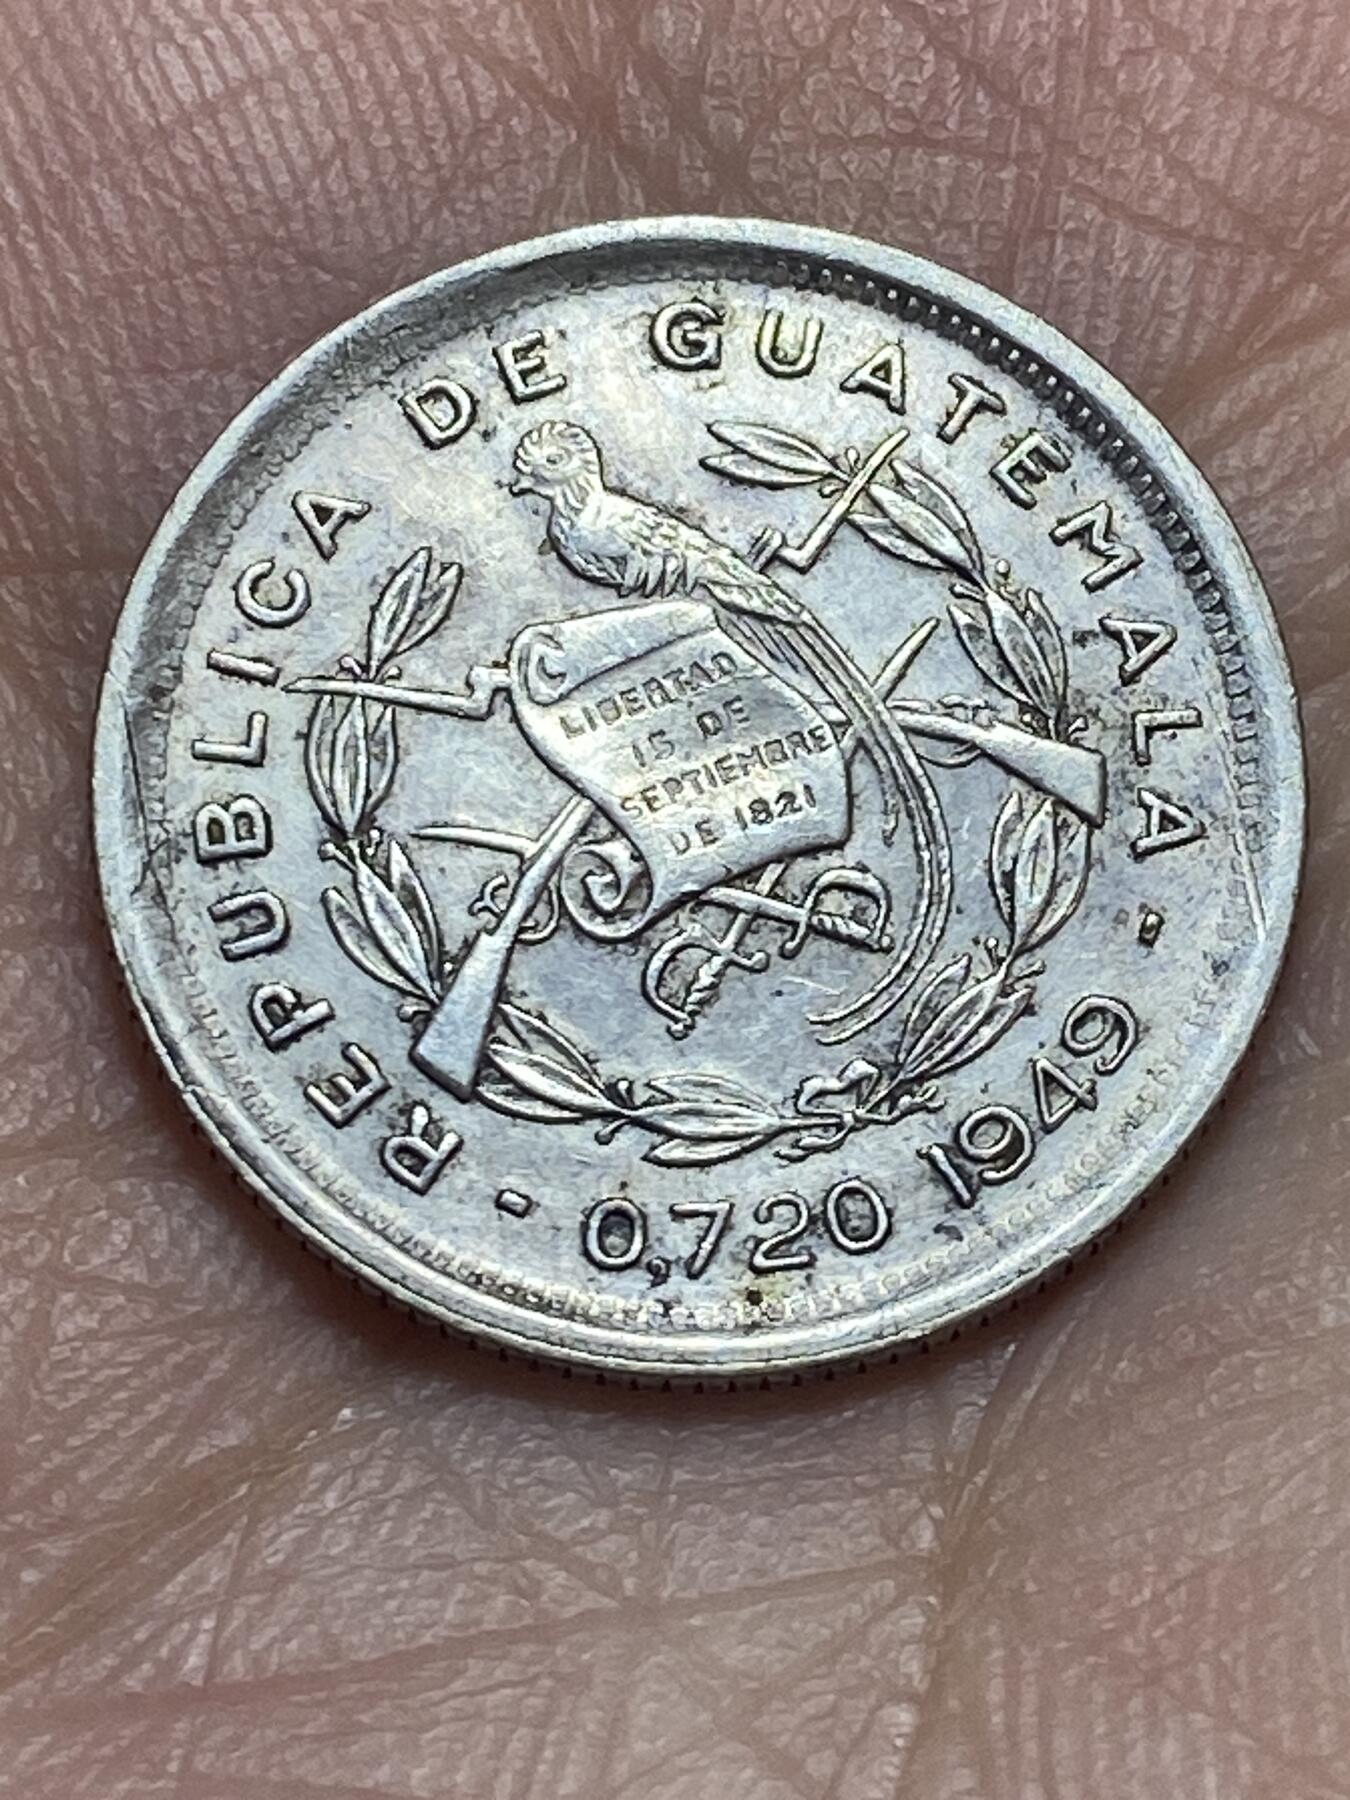 REPUBLICA DE GUATEMALA - 0,720 1949 -
LIBERTAD
15 DE
SEPTIEMBRE
DE 1821